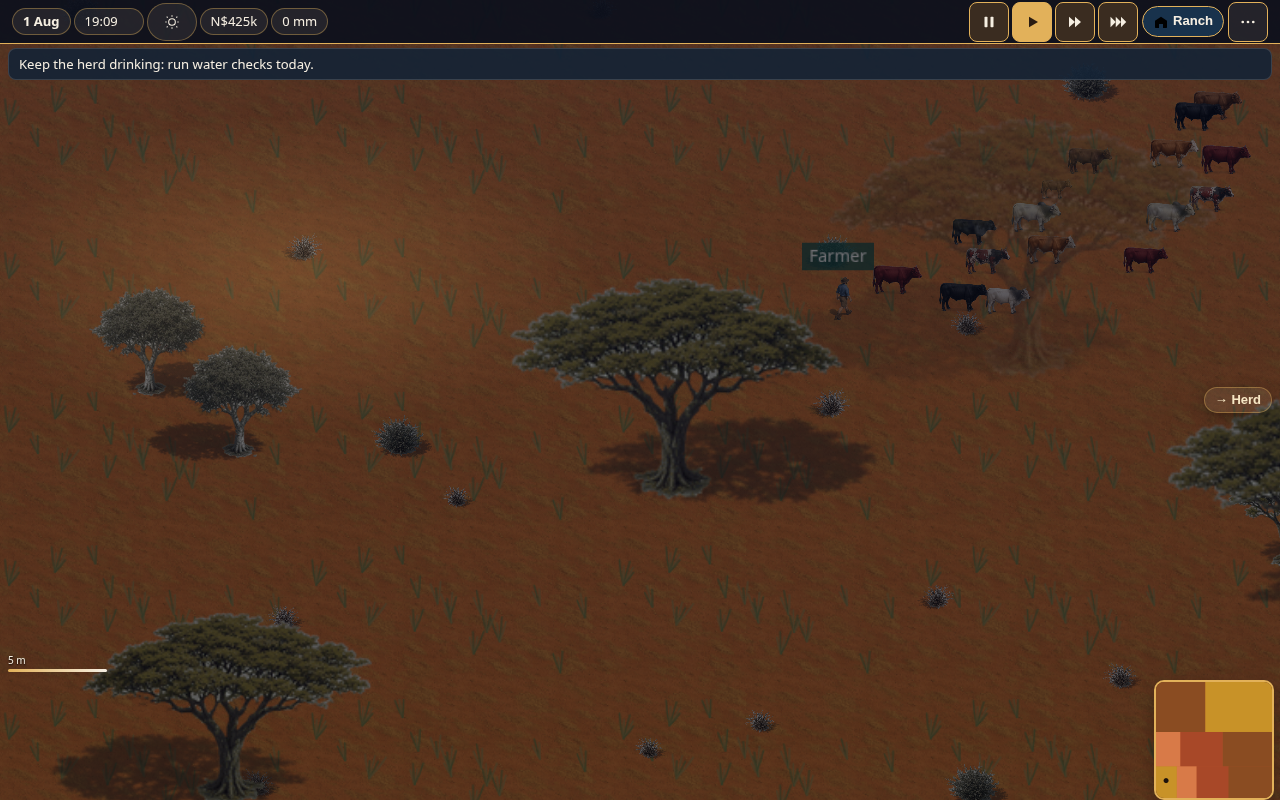 1 Aug 19:09 N$425k 0 mm Ranch
Keep the herd drinking: run water checks today.
Farmer
→ Herd
5 m